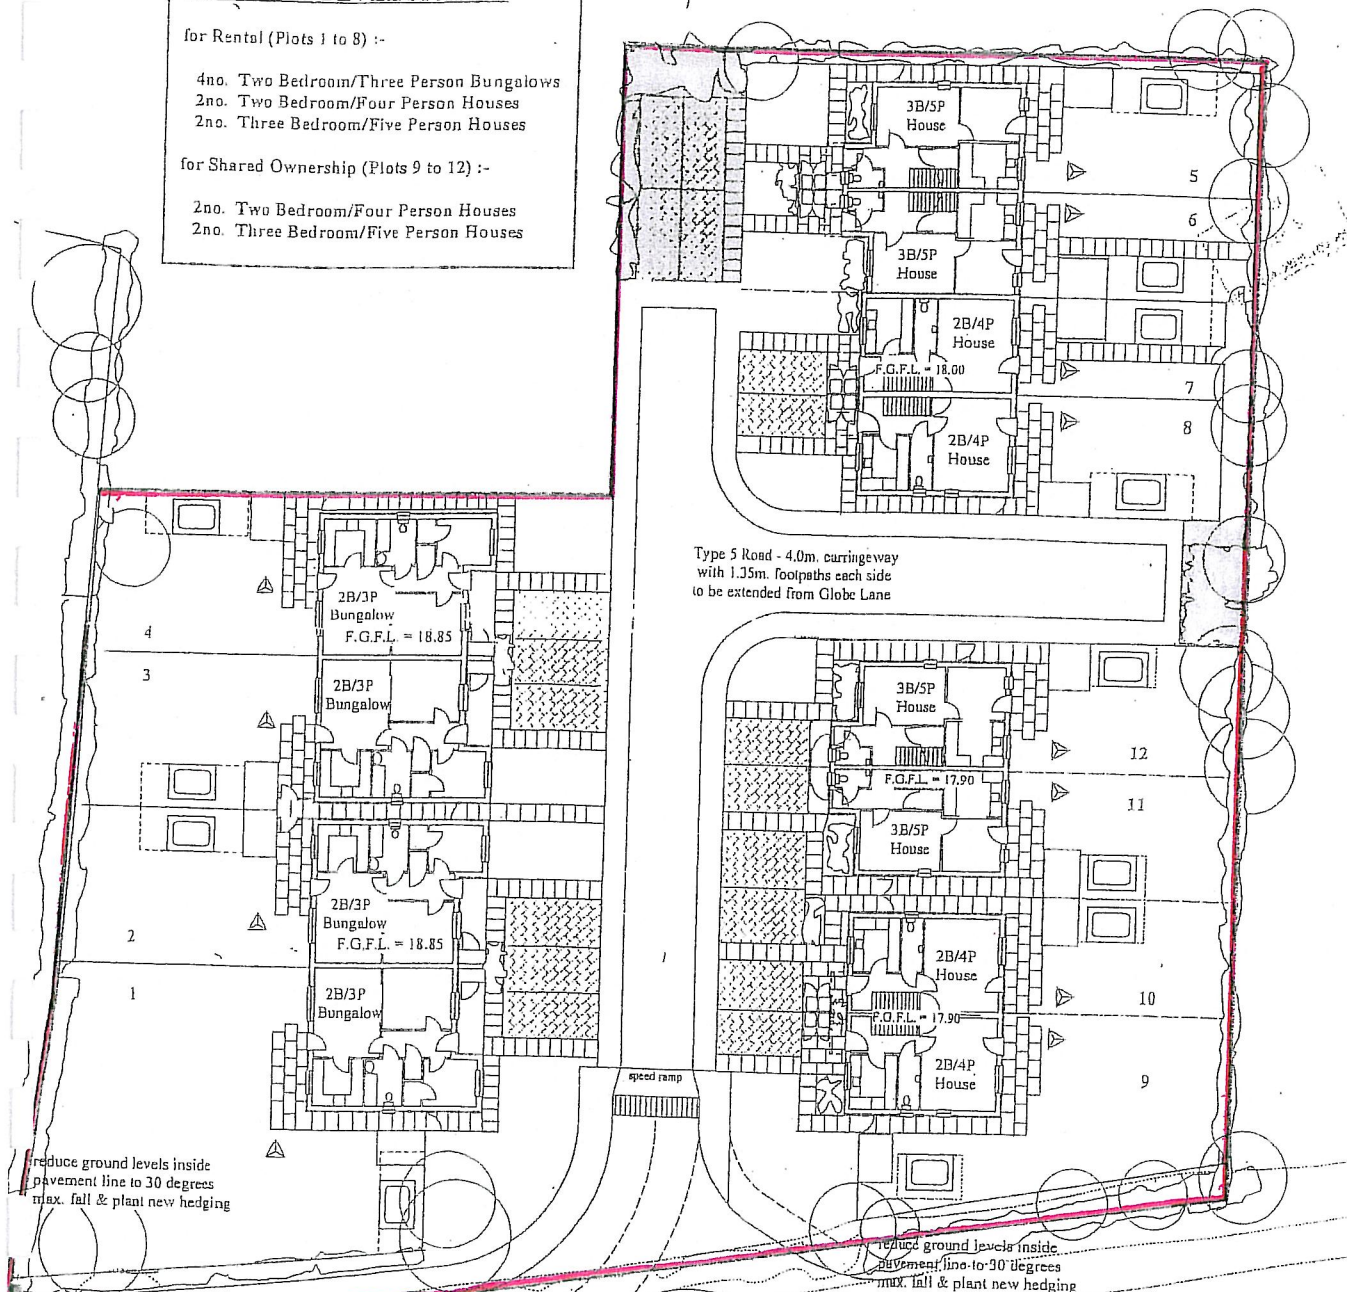 for Rental (Plots 1 to 8) :-
4no. Two Bedroom/Three Person Bungalows
2no. Two Bedroom/Four Person Houses
2no. Three Bedroom/Five Person Houses
for Shared Ownership (Plots 9 to 12) :-
2no. Two Bedroom/Four Person Houses
2no. Three Bedroom/Five Person Houses
3B/5P
House
5
6
3B/5P
House
2B/4P
House
F.G.F.L. = 18.00
7
8
2B/4P
House
Type 5 Road - 4.0m. carriageway
with 1.35m. footpaths each side
to be extended from Globe Lane
2B/3P
Bungalow
F.G.F.L. = 18.85
4
3
2B/3P
Bungalow
3B/5P
House
12
F.G.F.L. = 17.90
11
3B/5P
House
2B/3P
Bungalow
F.G.F.L. = 18.85
2
1
2B/3P
Bungalow
2B/4P
House
10
F.G.F.L. = 17.90
2B/4P
House
9
speed ramp
reduce ground levels inside
pavement line to 30 degrees
max. fall & plant new hedging
reduce ground levels inside
pavement line to 30 degrees
max. fall & plant new hedging